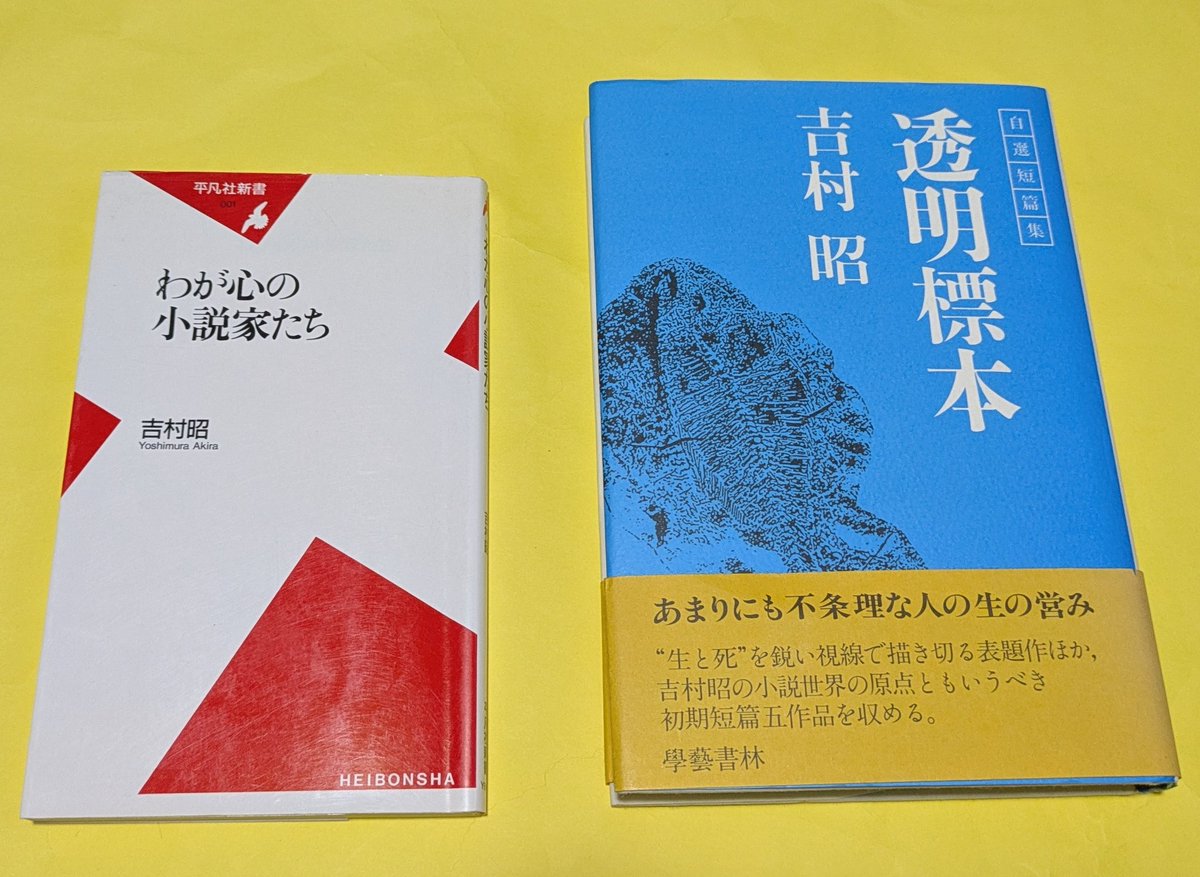 平凡社新書
001
わが心の
小説家たち
吉村昭
Yoshimura Akira
HEIBONSHA
自選短篇集
透明標本
吉村 昭
あまりにも不条理な人の生の営み
“生と死”を鋭い視線で描き切る表題作ほか,
吉村昭の小説世界の原点ともいうべき
初期短篇五作品を収める。
學藝書林